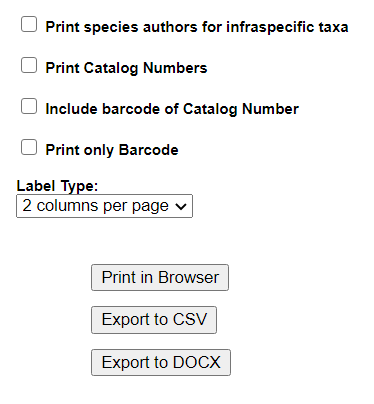 Print species authors for infraspecific taxa
Print Catalog Numbers
Include barcode of Catalog Number
Print only Barcode
Label Type:
2 columns per page
Print in Browser
Export to CSV
Export to DOCX